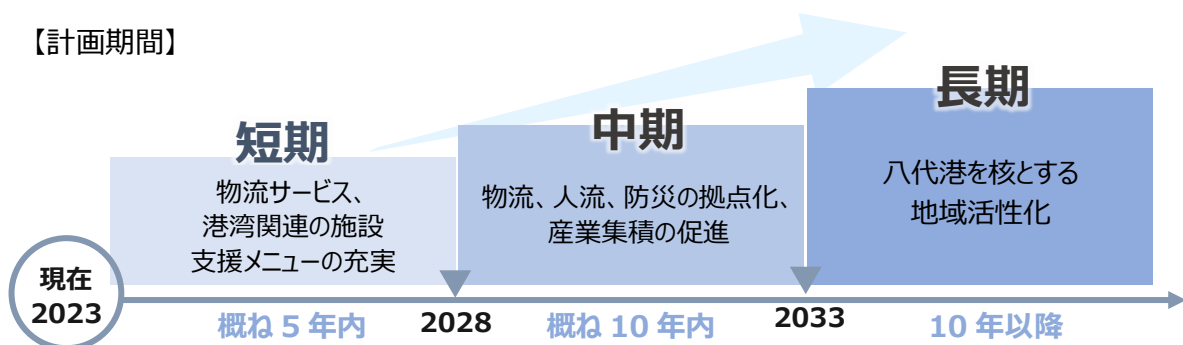 【計画期間】
短期
物流サービス、
港湾関連の施設
支援メニューの充実
中期
物流、人流、防災の拠点化、
産業集積の促進
長期
八代港を核とする
地域活性化
現在
2023
概ね 5 年内
2028
概ね 10 年内
2033
10 年以降